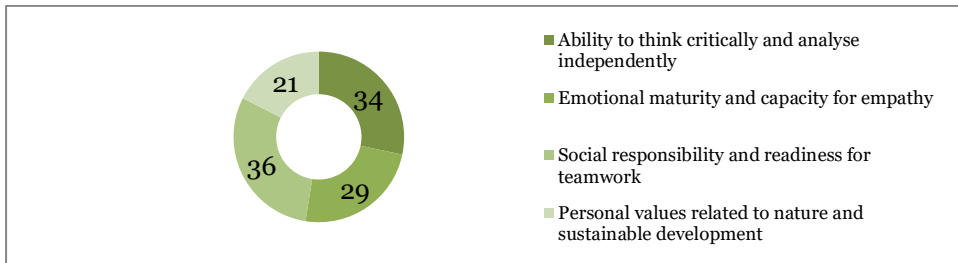 21
34
36
29
Ability to think critically and analyse
independently
Emotional maturity and capacity for empathy
Social responsibility and readiness for
teamwork
Personal values related to nature and
sustainable development